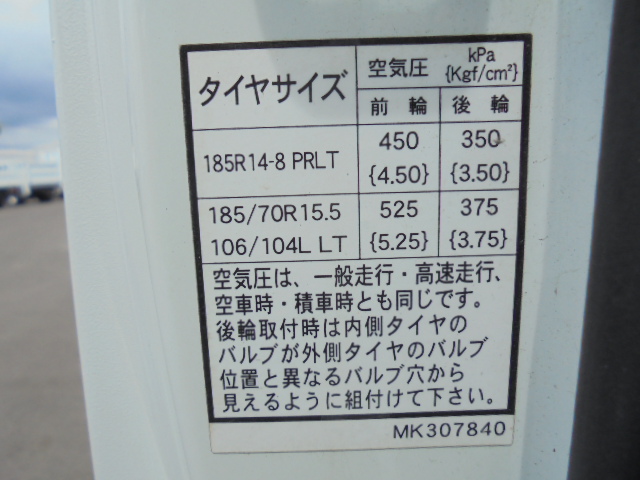 タイヤサイズ 空気圧 kPa {Kgf/cm²}
前輪 後輪
185R14-8 PRLT 450 {4.50} 350 {3.50}
185/70R15.5 106/104L LT 525 {5.25} 375 {3.75}
空気圧は、一般走行・高速走行、
空車時・積車時とも同じです。
後輪取付時は内側タイヤの
バルブが外側タイヤのバルブ
位置と異なるバルブ穴から
見えるように組付けて下さい。
MK307840